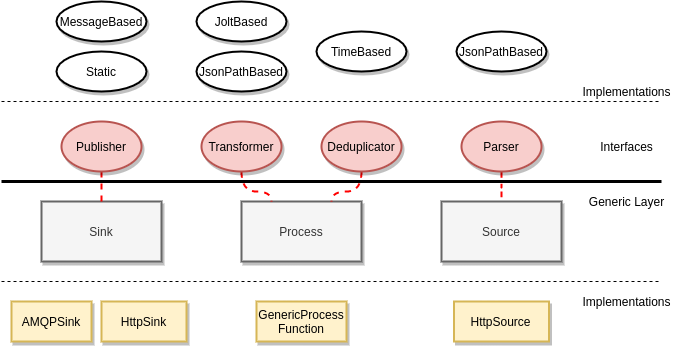 MessageBased
JoltBased
Static
JsonPathBased
TimeBased
JsonPathBased
Implementations
Publisher
Transformer
Deduplicator
Parser
Interfaces
Generic Layer
Sink
Process
Source
Implementations
AMQPSink
HttpSink
GenericProcess
Function
HttpSource